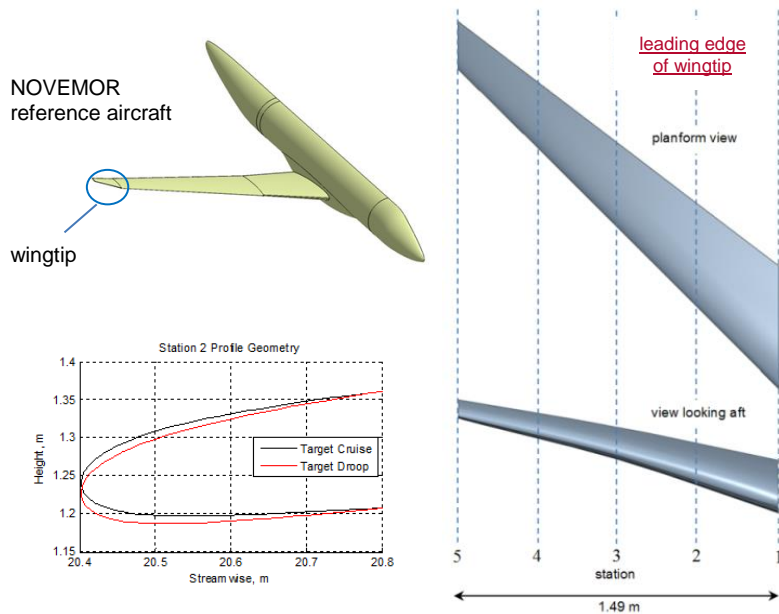 NOVEMOR
reference aircraft
wingtip
leading edge
of wingtip
planform view
view looking aft
5 4 3 2 1
station
1.49 m
Station 2 Profile Geometry
Height, m
1.4
1.35
1.3
1.25
1.2
1.15
Target Cruise
Target Droop
20.4 20.5 20.6 20.7 20.8
Streamwise, m